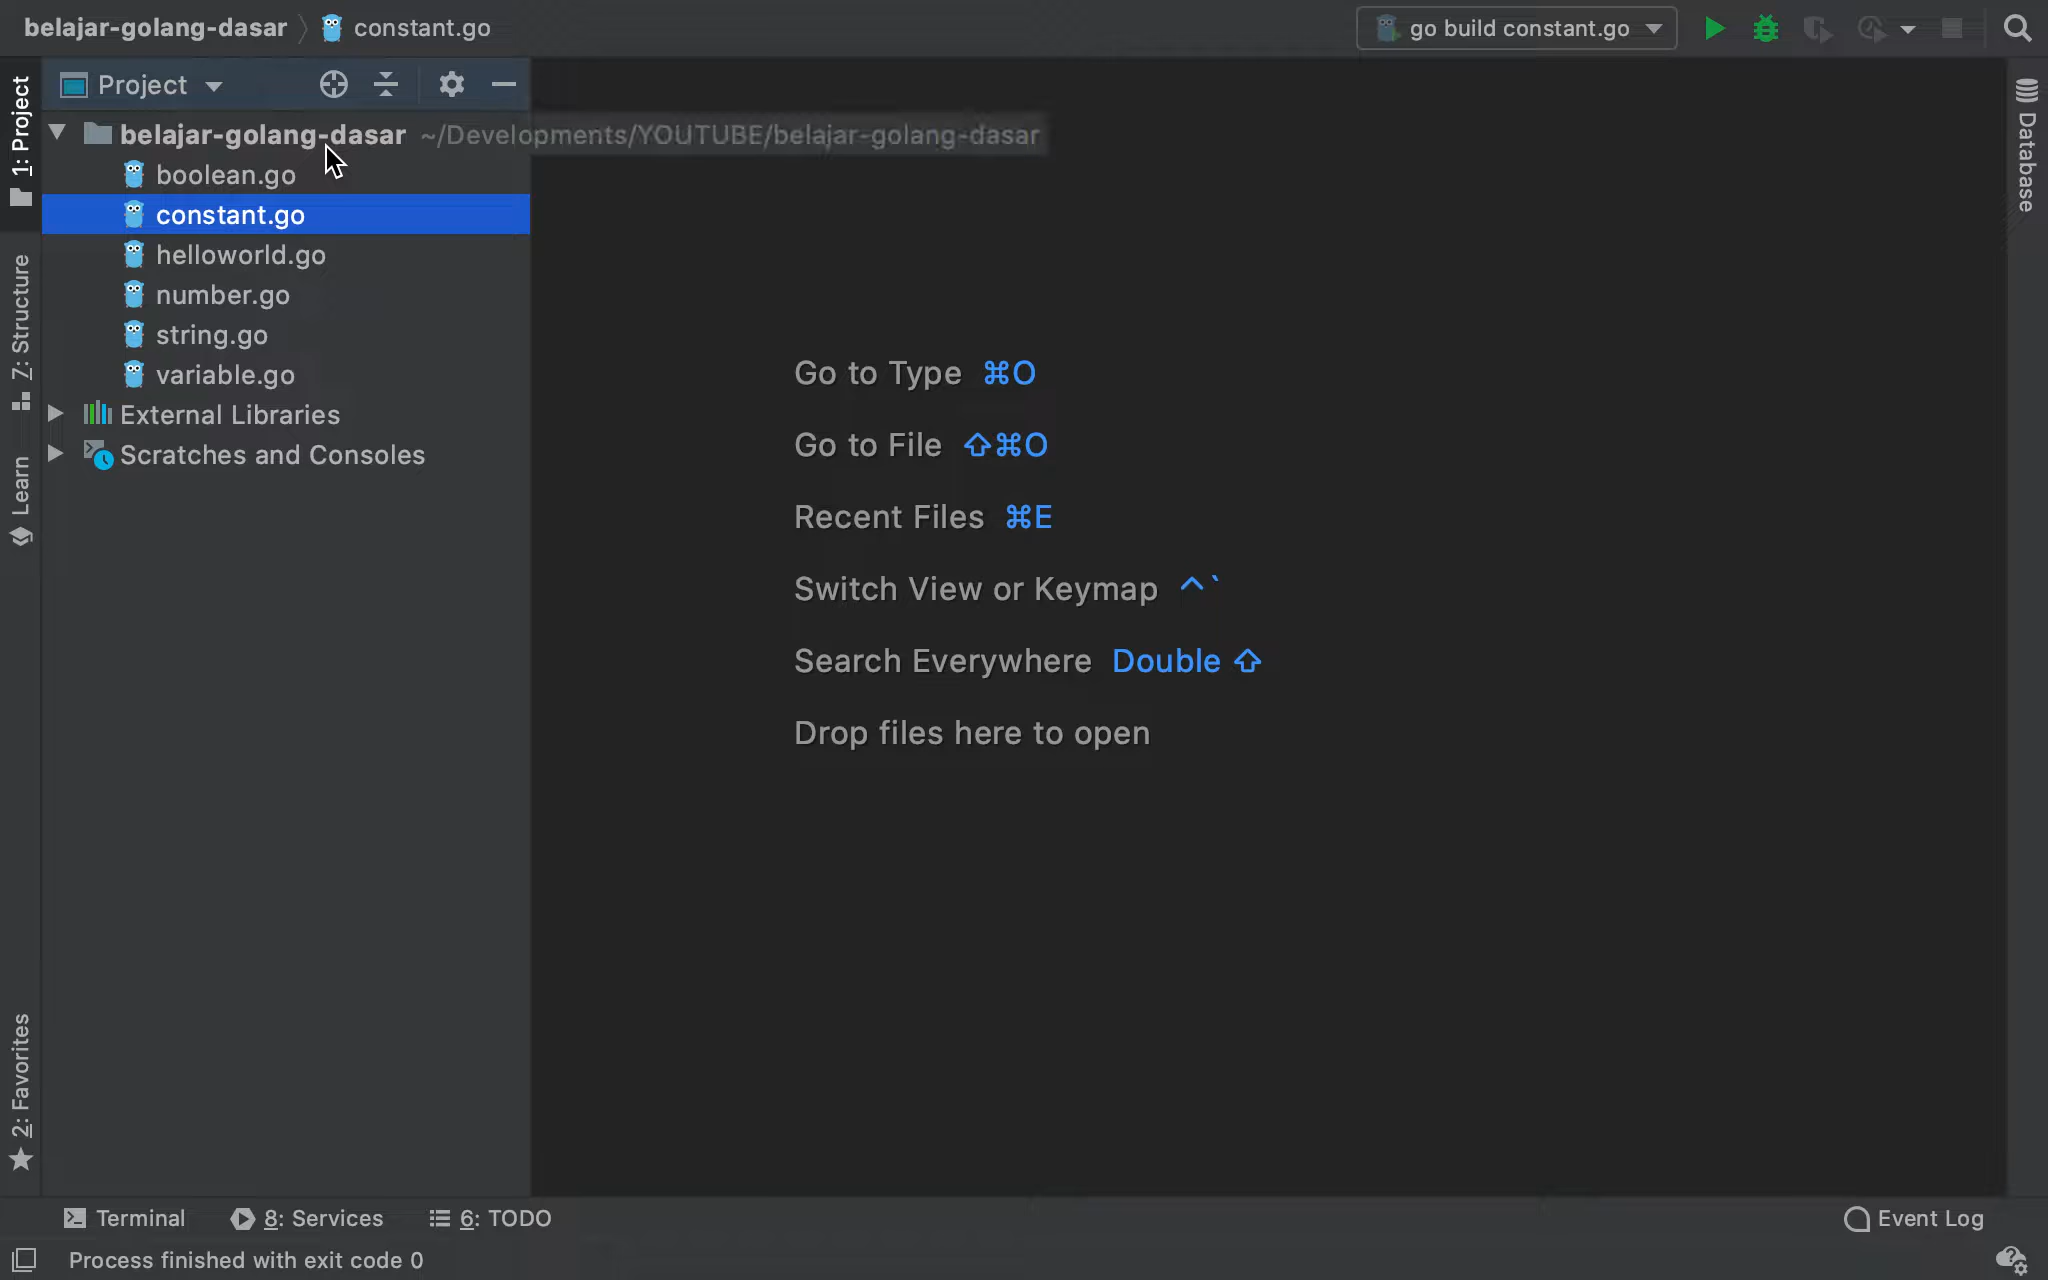 belajar-golang-dasar
constant.go
go build constant.go
Project
1: Project
7: Structure
Learn
2: Favorites
belajar-golang-dasar ~/Developments/YOUTUBE/belajar-golang-dasar
boolean.go
constant.go
helloworld.go
number.go
string.go
variable.go
External Libraries
Scratches and Consoles
Go to Type ⌘O
Go to File ⇧⌘O
Recent Files ⌘E
Switch View or Keymap ^`
Search Everywhere Double ⇧
Drop files here to open
Database
Terminal
8: Services
6: TODO
Event Log
Process finished with exit code 0